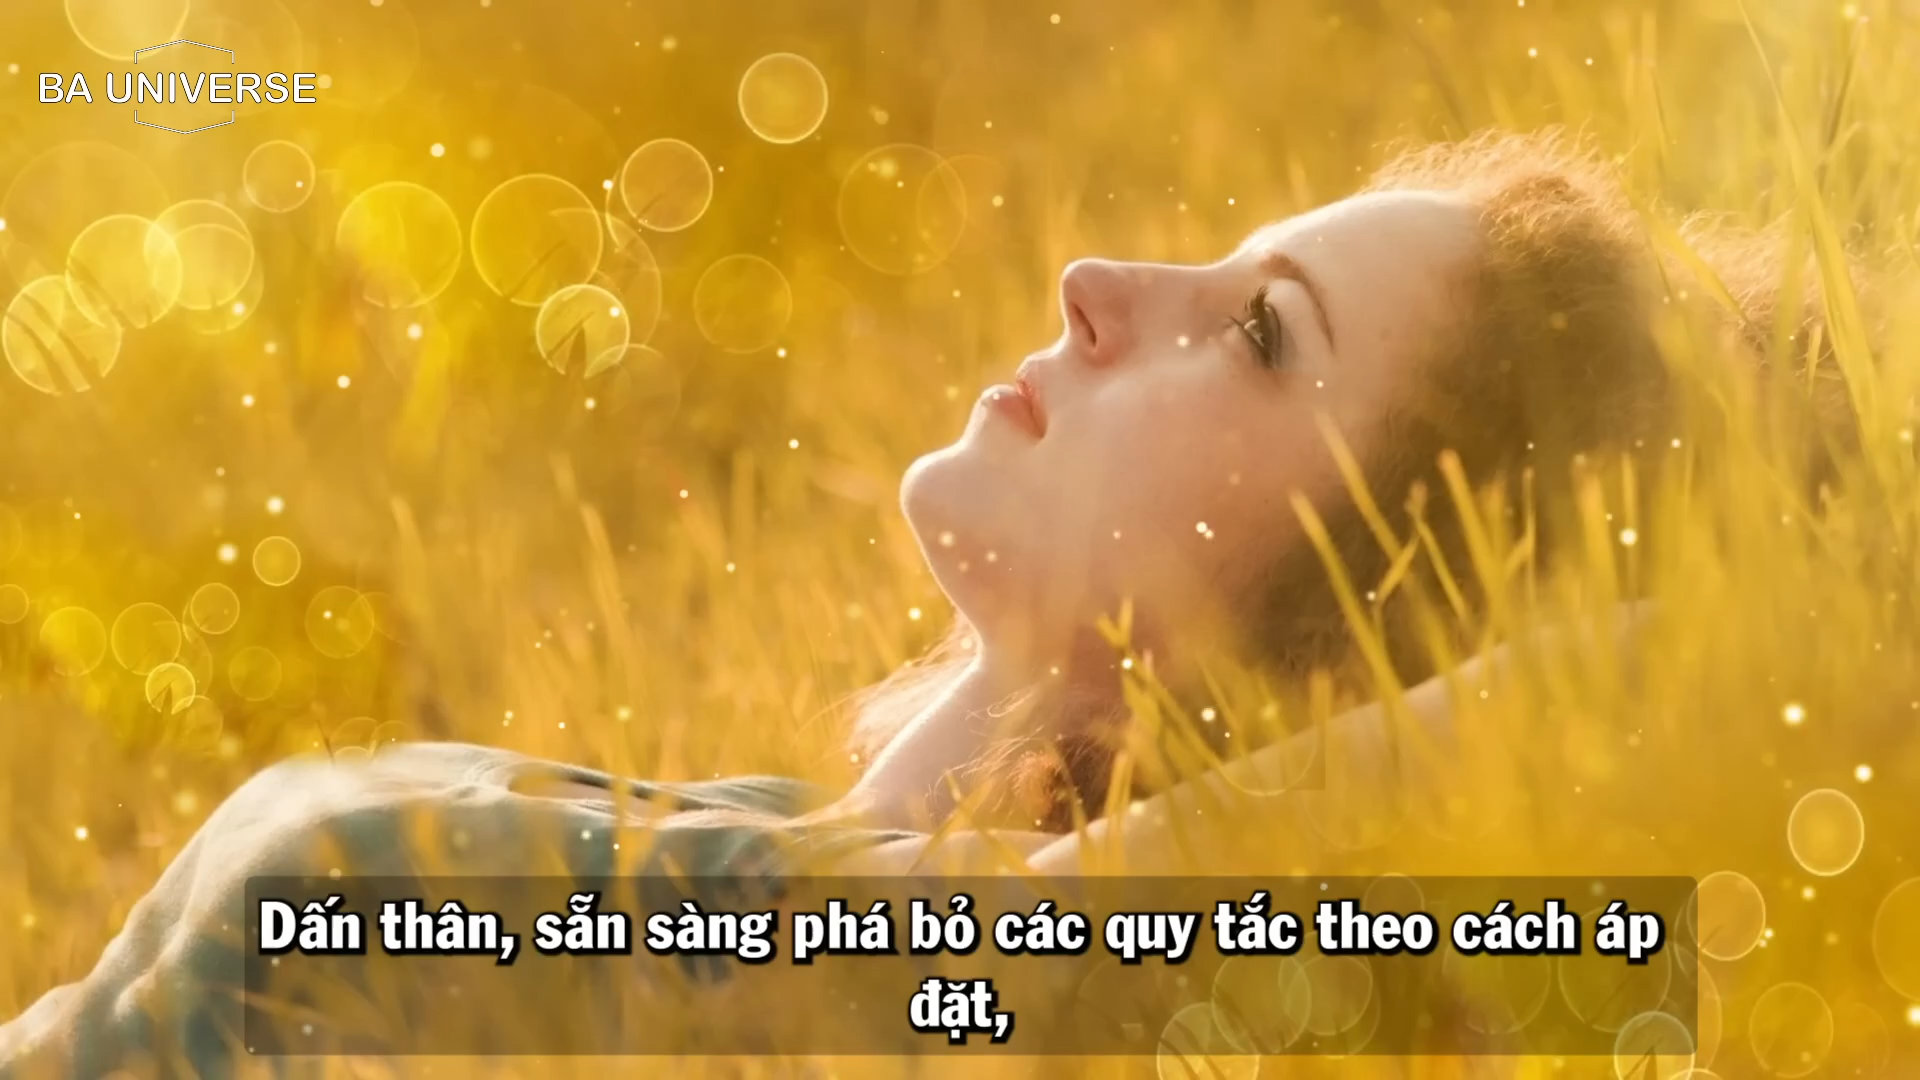 BA UNIVERSE
Dấn thân, sẵn sàng phá bỏ các quy tắc theo cách áp
đặt,